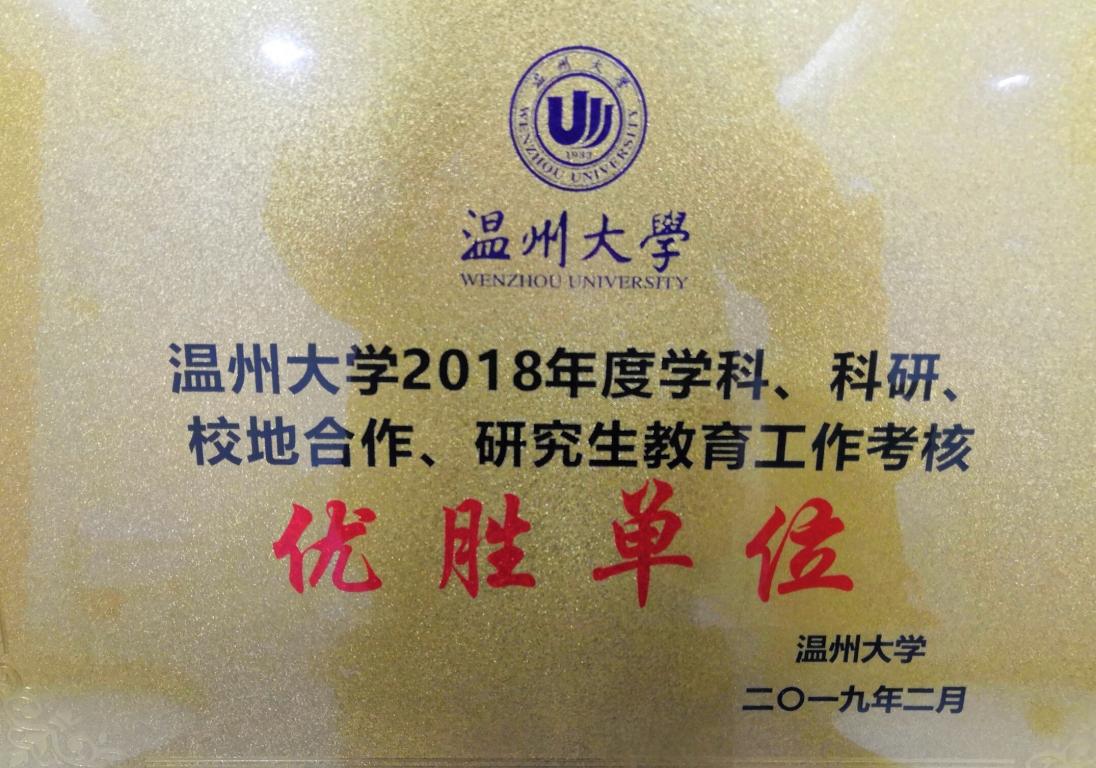 温州大学
WENZHOU UNIVERSITY
1933
温州大學
WENZHOU UNIVERSITY
温州大学2018年度学科、科研、
校地合作、研究生教育工作考核
优胜单位
温州大学
二〇一九年二月